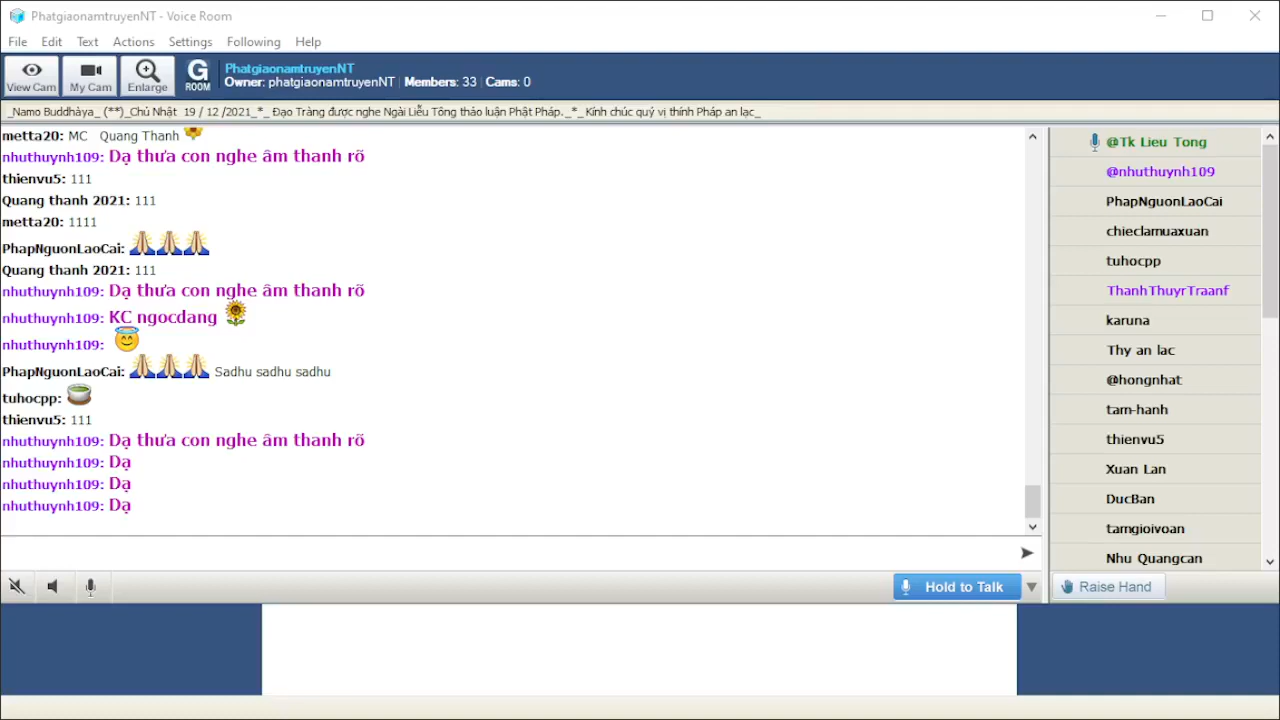 PhatgiaonamtruyenNT - Voice Room
File Edit Text Actions Settings Following Help
View Cam My Cam Enlarge G ROOM
PhatgiaonamtruyenNT
Owner: phatgiaonamtruyenNT | Members: 33 | Cams: 0
_Namo Buddhàya_ (**)_Chủ Nhật 19 / 12 /2021_*_ Đạo Tràng được nghe Ngài Liễu Tông thảo luận Phật Pháp._*_Kính chúc quý vị thính Pháp an lạc_
metta20: MC Quang Thanh
nhuthuynh109: Dạ thưa con nghe âm thanh rõ
thienvu5: 111
Quang thanh 2021: 111
metta20: 1111
PhapNguonLaoCai:
Quang thanh 2021: 111
nhuthuynh109: Dạ thưa con nghe âm thanh rõ
nhuthuynh109: KC ngocdang
nhuthuynh109:
PhapNguonLaoCai: Sadhu sadhu sadhu
tuhocpp:
thienvu5: 111
nhuthuynh109: Dạ thưa con nghe âm thanh rõ
nhuthuynh109: Dạ
nhuthuynh109: Dạ
nhuthuynh109: Dạ
@Tk Lieu Tong
@nhuthuynh109
PhapNguonLaoCai
chieclamuaxuan
tuhocpp
ThanhThuyrTraanf
karuna
Thy an lac
@hongnhat
tam-hanh
thienvu5
Xuan Lan
DucBan
tamgioivoan
Nhu Quangcan
Hold to Talk
Raise Hand